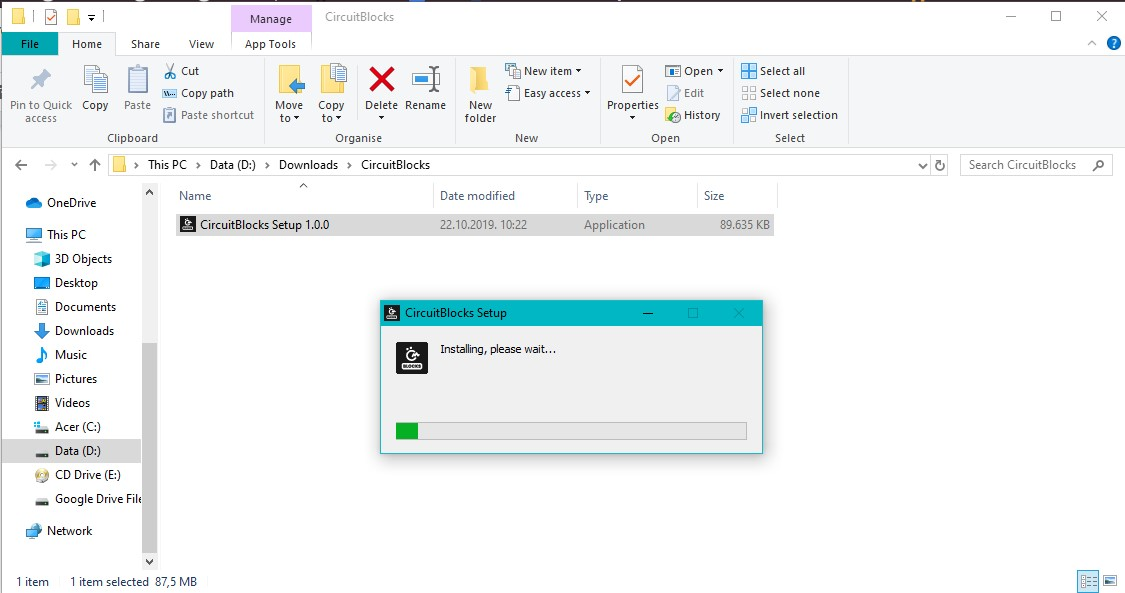 Manage
CircuitBlocks
File
Home
Share
View
App Tools
Pin to Quick access
Copy
Paste
Cut
Copy path
Paste shortcut
Clipboard
Move to
Copy to
Delete
Rename
Organise
New folder
New item
Easy access
New
Properties
Open
Edit
History
Open
Select all
Select none
Invert selection
Select
This PC
Data (D:)
Downloads
CircuitBlocks
Search CircuitBlocks
Name
Date modified
Type
Size
CircuitBlocks Setup 1.0.0
22.10.2019. 10:22
Application
89.635 KB
OneDrive
This PC
3D Objects
Desktop
Documents
Downloads
Music
Pictures
Videos
Acer (C:)
Data (D:)
CD Drive (E:)
Google Drive File
Network
CircuitBlocks Setup
BLOCKS
Installing, please wait...
1 item
1 item selected 87,5 MB